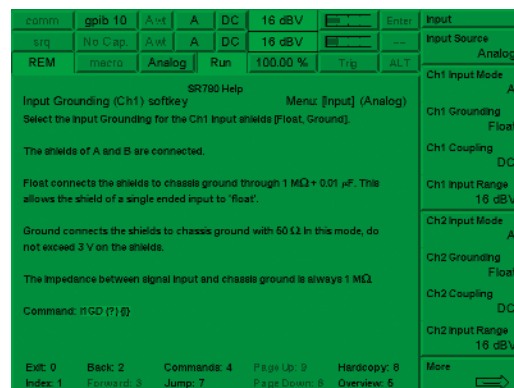 comm gpib 10 Awt A DC 16 dBV Enter
srq No Cap. Awt A DC 16 dBV ---
REM macro Analog Run 100.00 % Trip ALT
SR780 Help
Input Grounding (Ch1) softkey Menu: [Input] (Analog)
Select the Input Grounding for the Ch1 input shields [Float, Ground].
The shields of A and B are connected.
Float connects the shields to chassis ground through 1 MΩ + 0.01 µF. This
allows the shield of a single ended input to 'float'.
Ground connects the shields to chassis ground with 50 Ω. In this mode, do
not exceed 3 V on the shields.
The impedance between signal input and chassis ground is always 1 MΩ.
Command: I1GD (?) {i}
Exit: 0 Back: 2 Commands: 4 Page Up: 9 Hardcopy: 8
Index: 1 Forward: 3 Jump: 7 Page Down: 6 Overview: 5
Input
Input Source
Analog
Ch1 Input Mode
A
Ch1 Grounding
Float
Ch1 Coupling
DC
Ch1 Input Range
16 dBV
Ch2 Input Mode
A
Ch2 Grounding
Float
Ch2 Coupling
DC
Ch2 Input Range
16 dBV
More